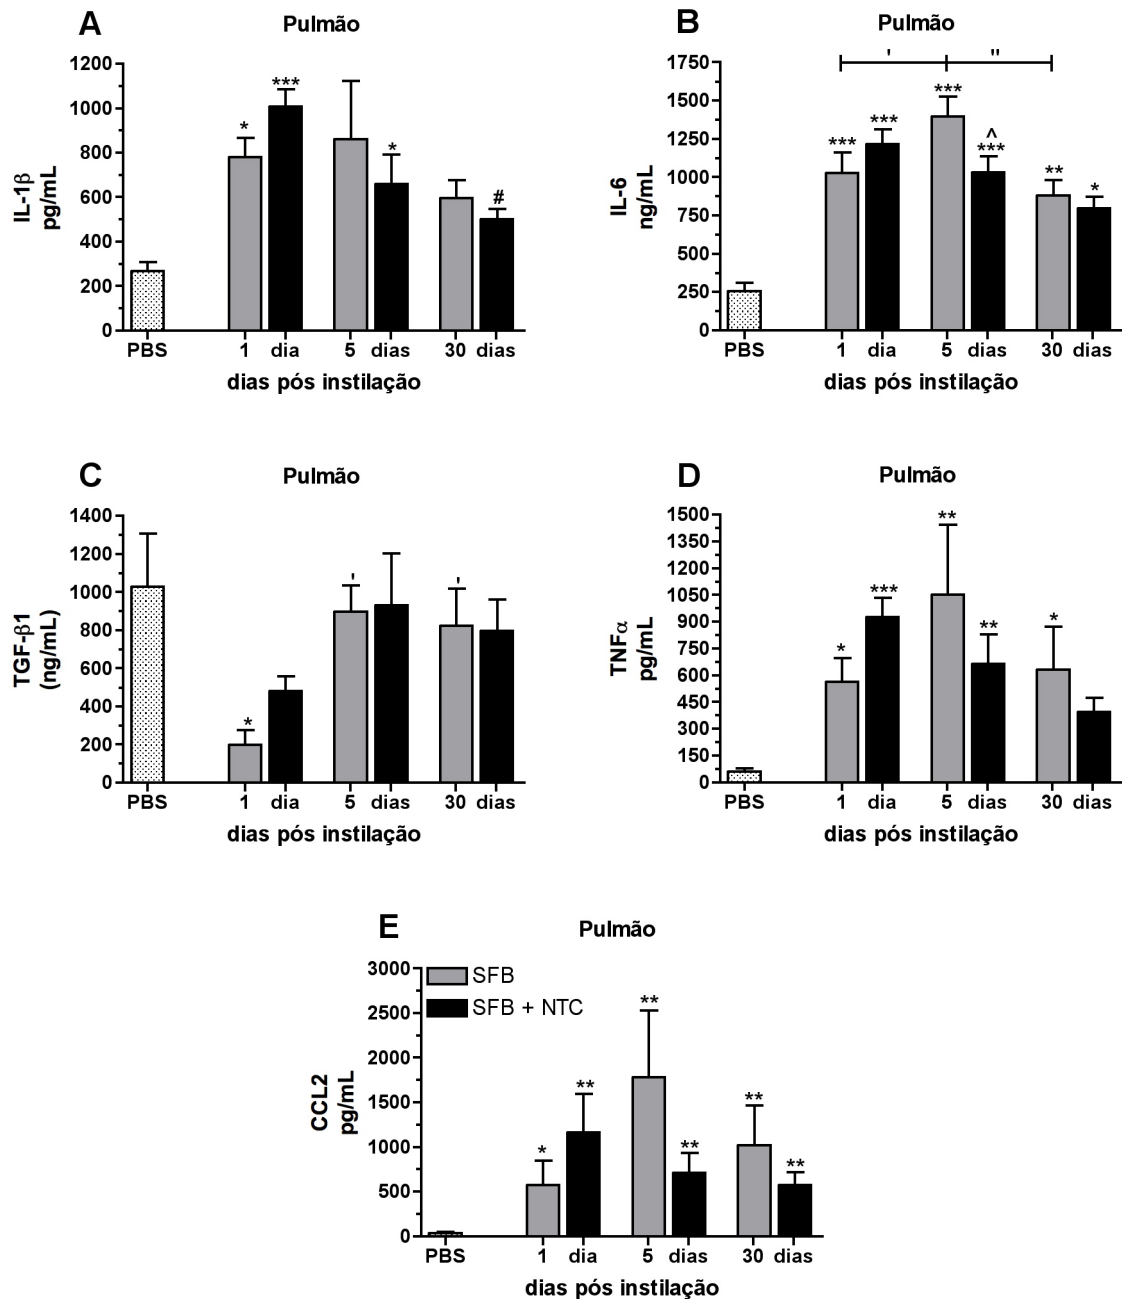 A
Pulmão
IL-1β
pg/mL
1200
1000
800
600
400
200
0
* *** * #
PBS 1 dia 5 dias 30 dias
dias pós instilação
B
Pulmão
IL-6
ng/mL
1750
1500
1250
1000
750
500
250
0
' ''
*** *** *** ^ *** ** *
PBS 1 dia 5 dias 30 dias
dias pós instilação
C
Pulmão
TGF-β1
(ng/mL)
1400
1200
1000
800
600
400
200
0
* ' '
PBS 1 dia 5 dias 30 dias
dias pós instilação
D
Pulmão
TNFα
pg/mL
1500
1350
1200
1050
900
750
600
450
300
150
0
* *** ** ** *
PBS 1 dia 5 dias 30 dias
dias pós instilação
E
Pulmão
SFB
SFB + NTC
CCL2
pg/mL
3000
2500
2000
1500
1000
500
0
* ** ** ** ** **
PBS 1 dia 5 dias 30 dias
dias pós instilação